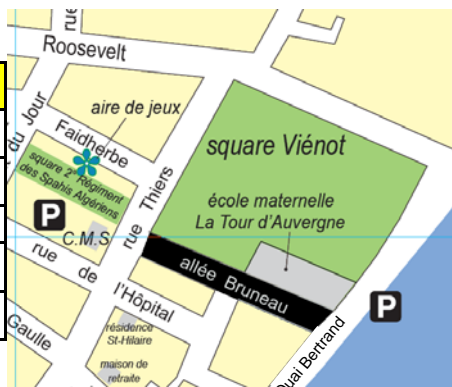 rue
Roosevelt
aire de jeux
Faidherbe
du Jour
square Viénot
square 2e Régiment
des Spahis Algériens
rue Thiers
école maternelle
La Tour d'Auvergne
P
C.M.S
allée Bruneau
rue de
l'Hôpital
P
Gaulle
résidence
St-Hilaire
Quai Bertrand
maison de
retraite